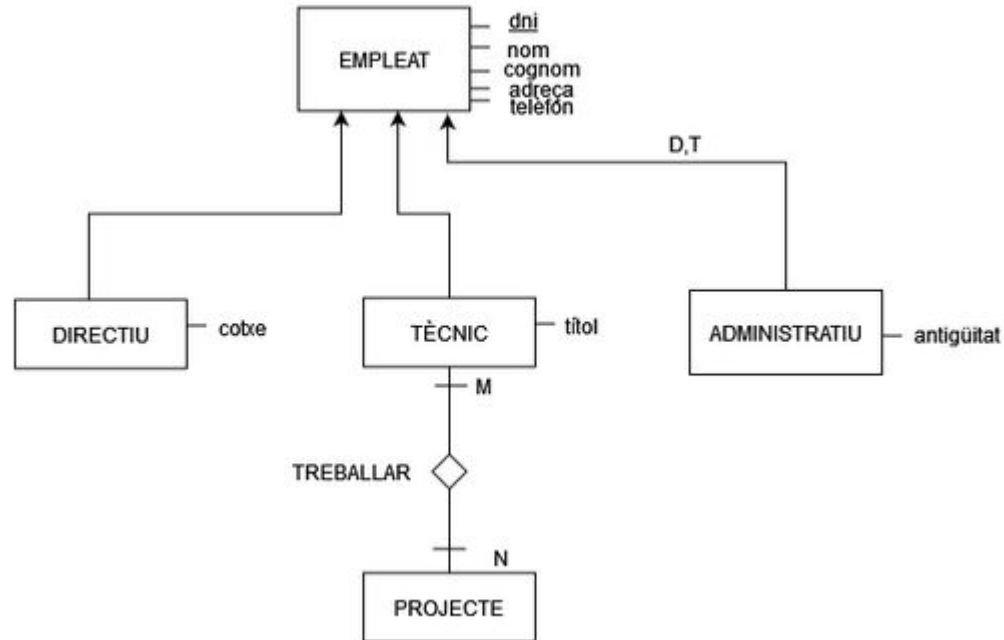 EMPLEAT
dni
nom
cognom
adreça
telèfon
D,T
DIRECTIU
cotxe
TÈCNIC
títol
ADMINISTRATIU
antigüitat
M
TREBALLAR
N
PROJECTE